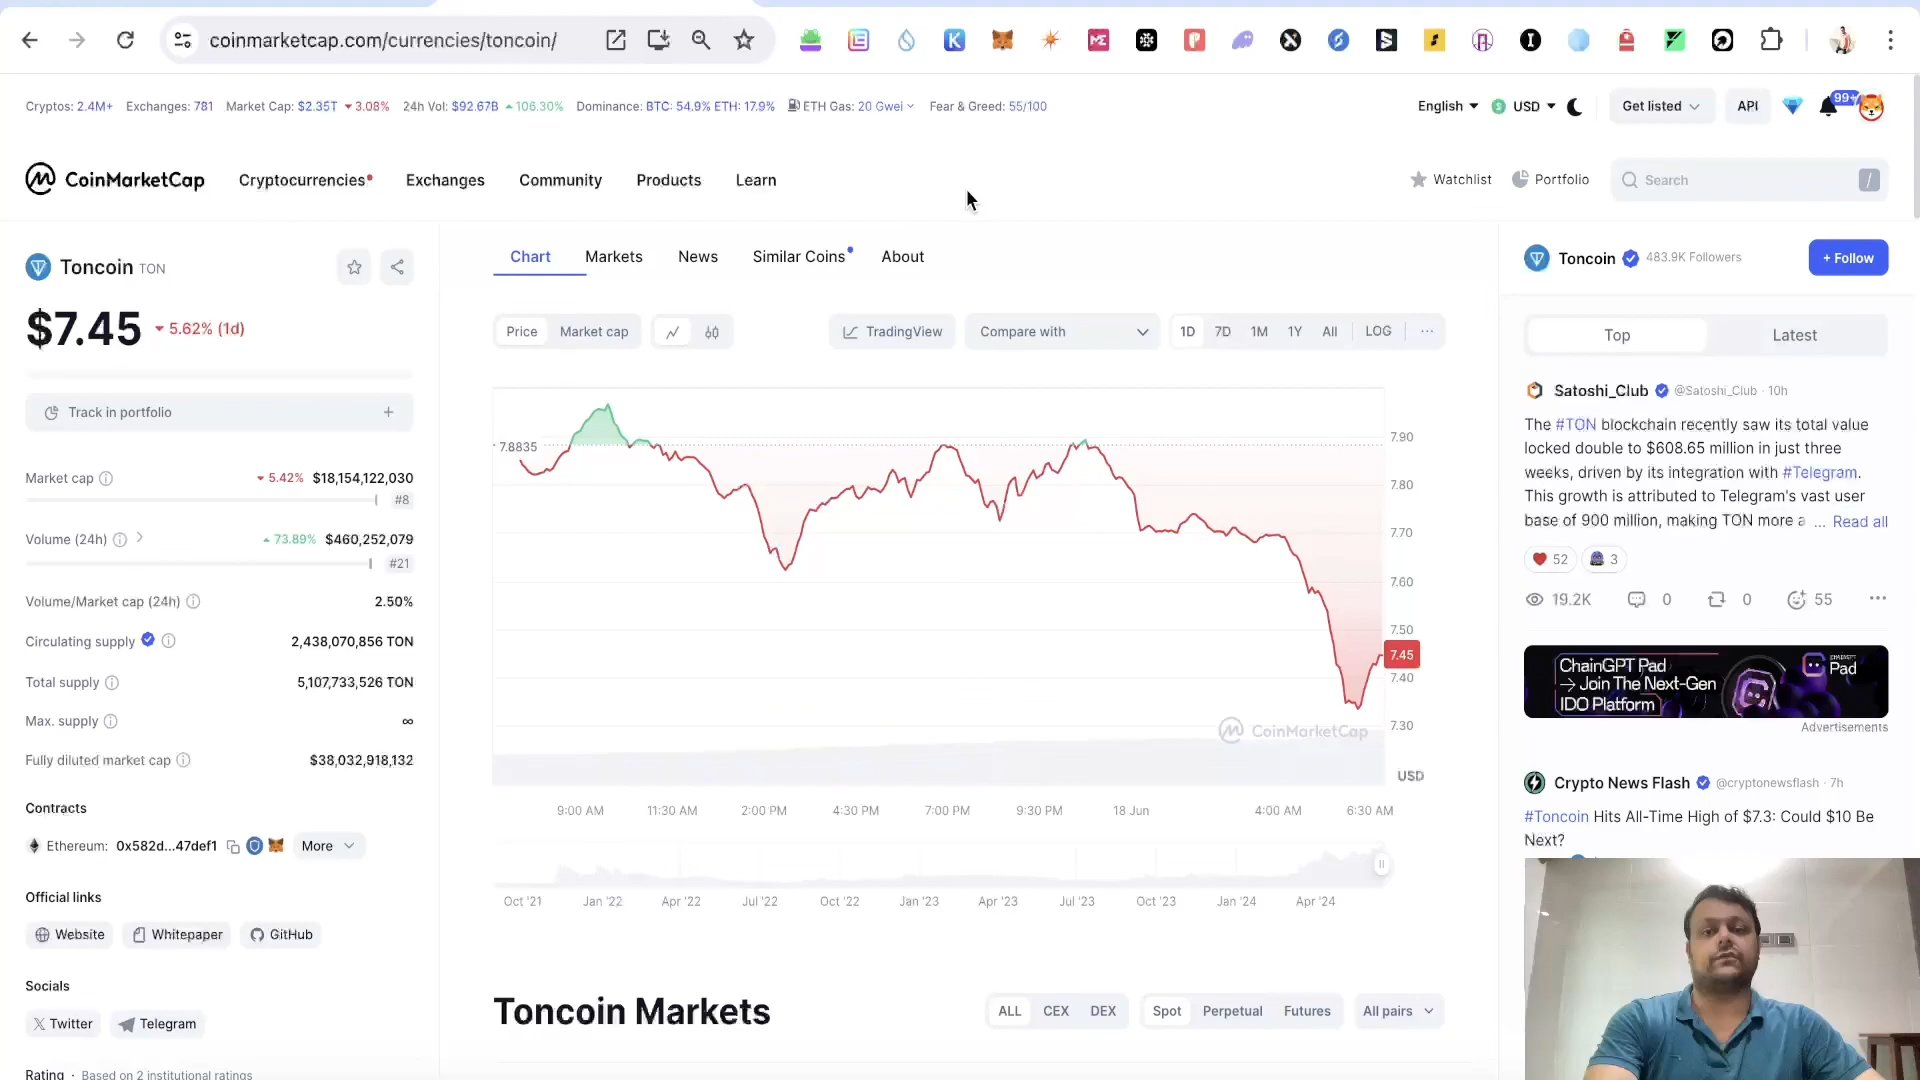 coinmarketcap.com/currencies/toncoin/
Cryptos: 2.4M+ Exchanges: 781 Market Cap: $2.35T 3.08% 24h Vol: $92.67B 106.30% Dominance: BTC: 54.9% ETH: 17.9% ETH Gas: 20 Gwei Fear & Greed: 55/100
English USD Get listed API 99+
CoinMarketCap Cryptocurrencies Exchanges Community Products Learn
Watchlist Portfolio Search /
Toncoin TON
$7.45 5.62% (1d)
Track in portfolio +
Market cap 5.42% $18,154,122,030
#8
Volume (24h) 73.89% $460,252,079
#21
Volume/Market cap (24h) 2.50%
Circulating supply 2,438,070,856 TON
Total supply 5,107,733,526 TON
Max. supply ∞
Fully diluted market cap $38,032,918,132
Contracts
Ethereum: 0x582d...47def1 More
Official links
Website Whitepaper GitHub
Socials
Twitter Telegram
Rating · Based on 2 institutional ratings
Chart Markets News Similar Coins About
Price Market cap TradingView Compare with 1D 7D 1M 1Y All LOG ...
7.8835
7.90
7.80
7.70
7.60
7.50
7.45
7.40
7.30
CoinMarketCap
USD
9:00 AM 11:30 AM 2:00 PM 4:30 PM 7:00 PM 9:30 PM 18 Jun 4:00 AM 6:30 AM
Oct '21 Jan '22 Apr '22 Jul '22 Oct '22 Jan '23 Apr '23 Jul '23 Oct '23 Jan '24 Apr '24
Toncoin Markets ALL CEX DEX Spot Perpetual Futures All pairs
Toncoin 483.9K Followers + Follow
Top Latest
Satoshi_Club @Satoshi_Club · 10h
The #TON blockchain recently saw its total value
locked double to $608.65 million in just three
weeks, driven by its integration with #Telegram.
This growth is attributed to Telegram's vast user
base of 900 million, making TON more a ... Read all
52 3
19.2K 0 0 55
ChainGPT Pad
→ Join The Next-Gen
IDO Platform
CHAINGPT
Pad
Advertisements
Crypto News Flash @cryptonewsflash · 7h
#Toncoin Hits All-Time High of $7.3: Could $10 Be
Next?